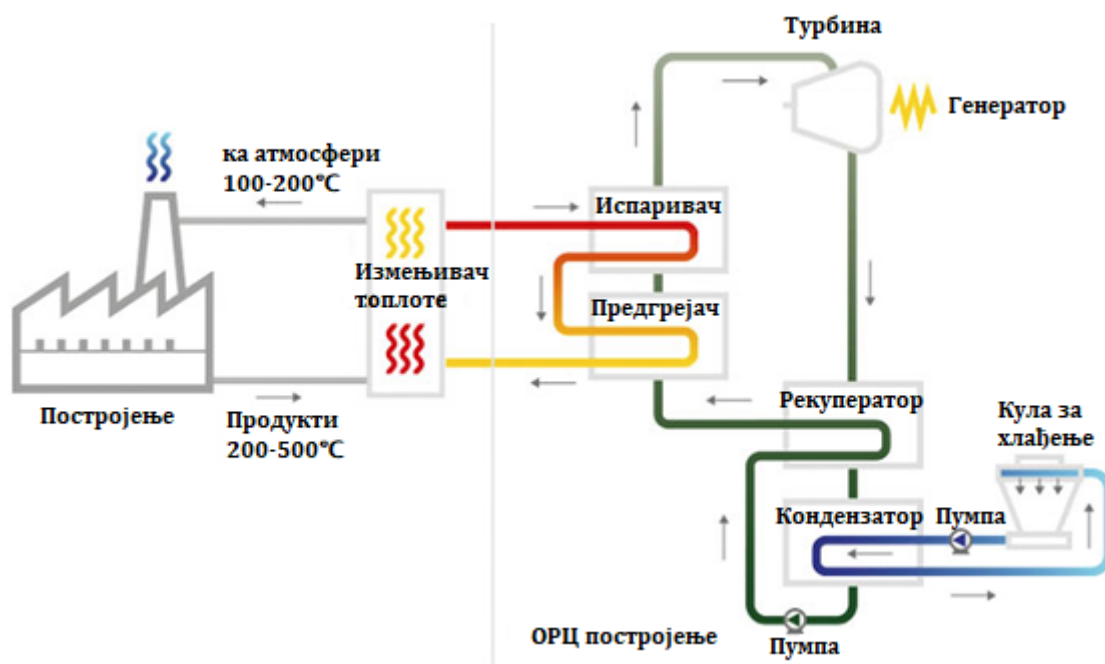 Турбина
Генератор
ка атмосфери
100-200℃
Испаривач
Измењивач
топлоте
Предгрејач
Постројење
Продукти
200-500℃
Рекуператор
Кула за
хлађење
Кондензатор
Пумпа
ОРЦ постројење
Пумпа